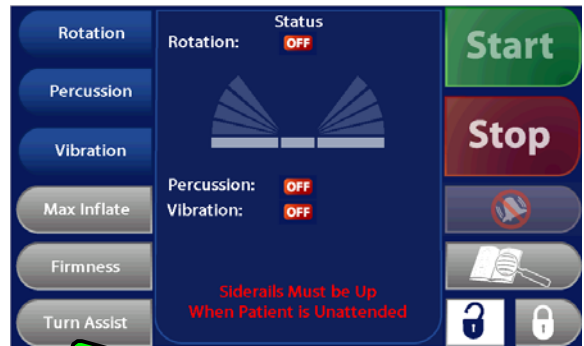 Rotation
Percussion
Vibration
Max Inflate
Firmness
Turn Assist
Status
Rotation: OFF
Percussion: OFF
Vibration: OFF
Siderails Must be Up
When Patient is Unattended
Start
Stop